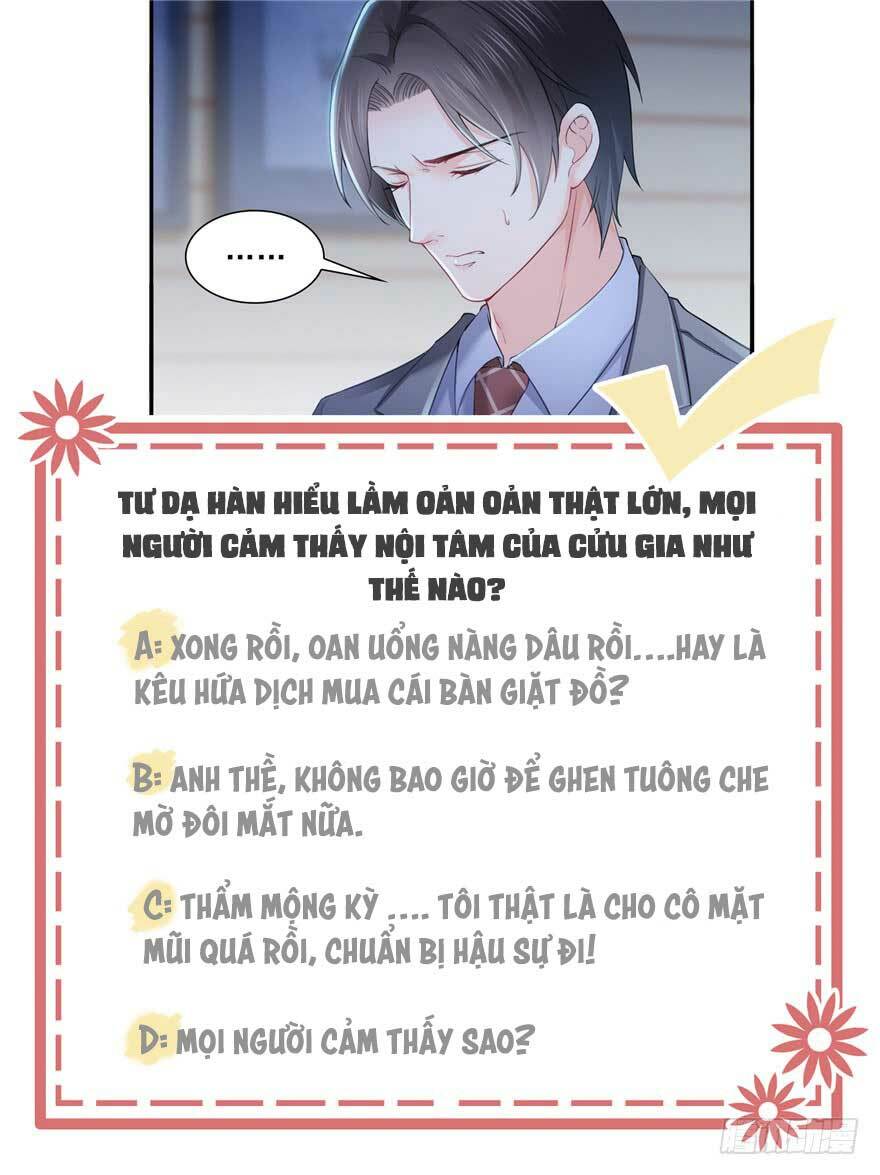 ......
TƯ DẠ HÀN HIỂU LẦM OẢN OẢN THẬT LỚN, MỌI
NGƯỜI CẢM THẤY NỘI TÂM CỦA CỬU GIA NHƯ
THẾ NÀO?
A: XONG RỒI, OAN UỔNG NÀNG DÂU RỒI....HAY LÀ
KÊU HỨA DỊCH MUA CÁI BÀN GIẶT ĐỒ?
B: ANH THỀ, KHÔNG BAO GIỜ ĐỂ GHEN TUÔNG CHE
MỜ ĐÔI MẮT NỮA.
C: THẨM MỘNG KỲ .... TÔI THẬT LÀ CHO CÔ MẶT
MŨI QUÁ RỒI, CHUẨN BỊ HẬU SỰ ĐI!
D: MỌI NGƯỜI CẢM THẤY SAO?